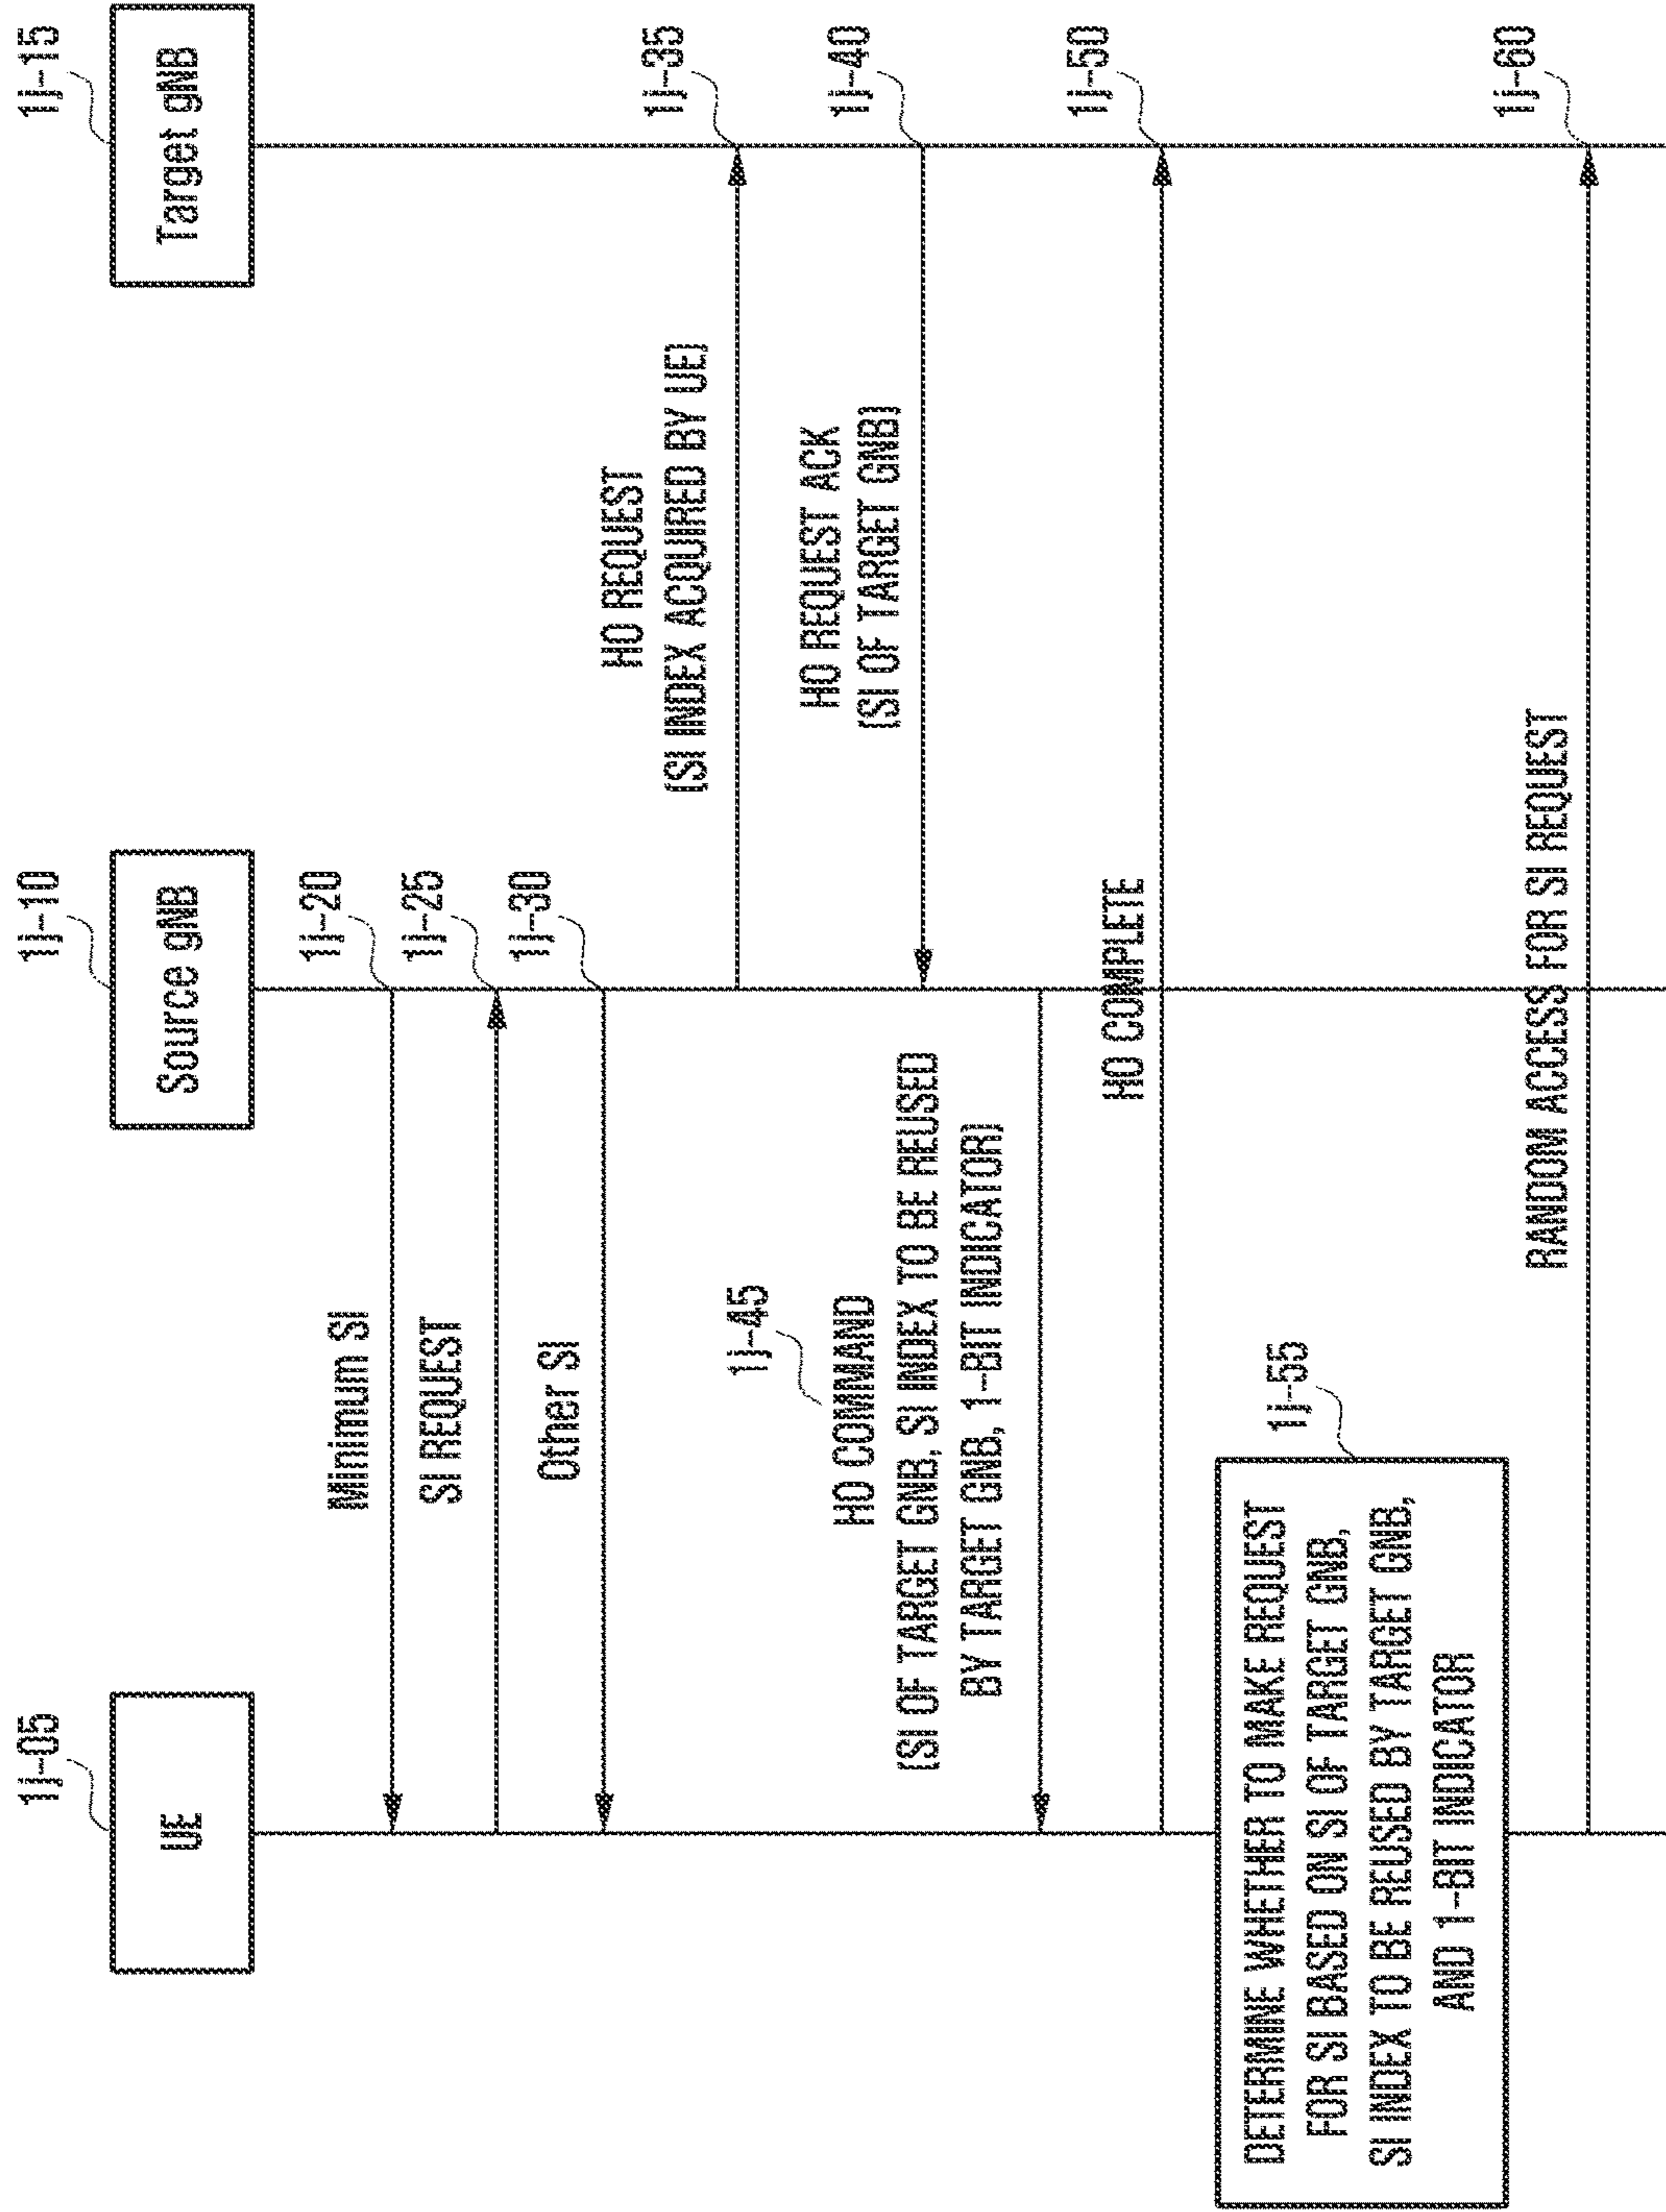 1j-05
UE
1j-10
Source gNB
1j-15
Target gNB
Minimum SI
1j-20
SI REQUEST
1j-25
Other SI
1j-30
HO REQUEST
(SI INDEX ACQUIRED BY UE)
1j-35
HO REQUEST ACK
(SI OF TARGET GNB)
1j-40
1j-45
HO COMMAND
(SI OF TARGET GNB, SI INDEX TO BE REUSED
BY TARGET GNB, 1-BIT INDICATOR)
HO COMPLETE
1j-50
1j-55
DETERMINE WHETHER TO MAKE REQUEST
FOR SI BASED ON SI OF TARGET GNB,
SI INDEX TO BE REUSED BY TARGET GNB,
AND 1-BIT INDICATOR
RANDOM ACCESS FOR SI REQUEST
1j-60